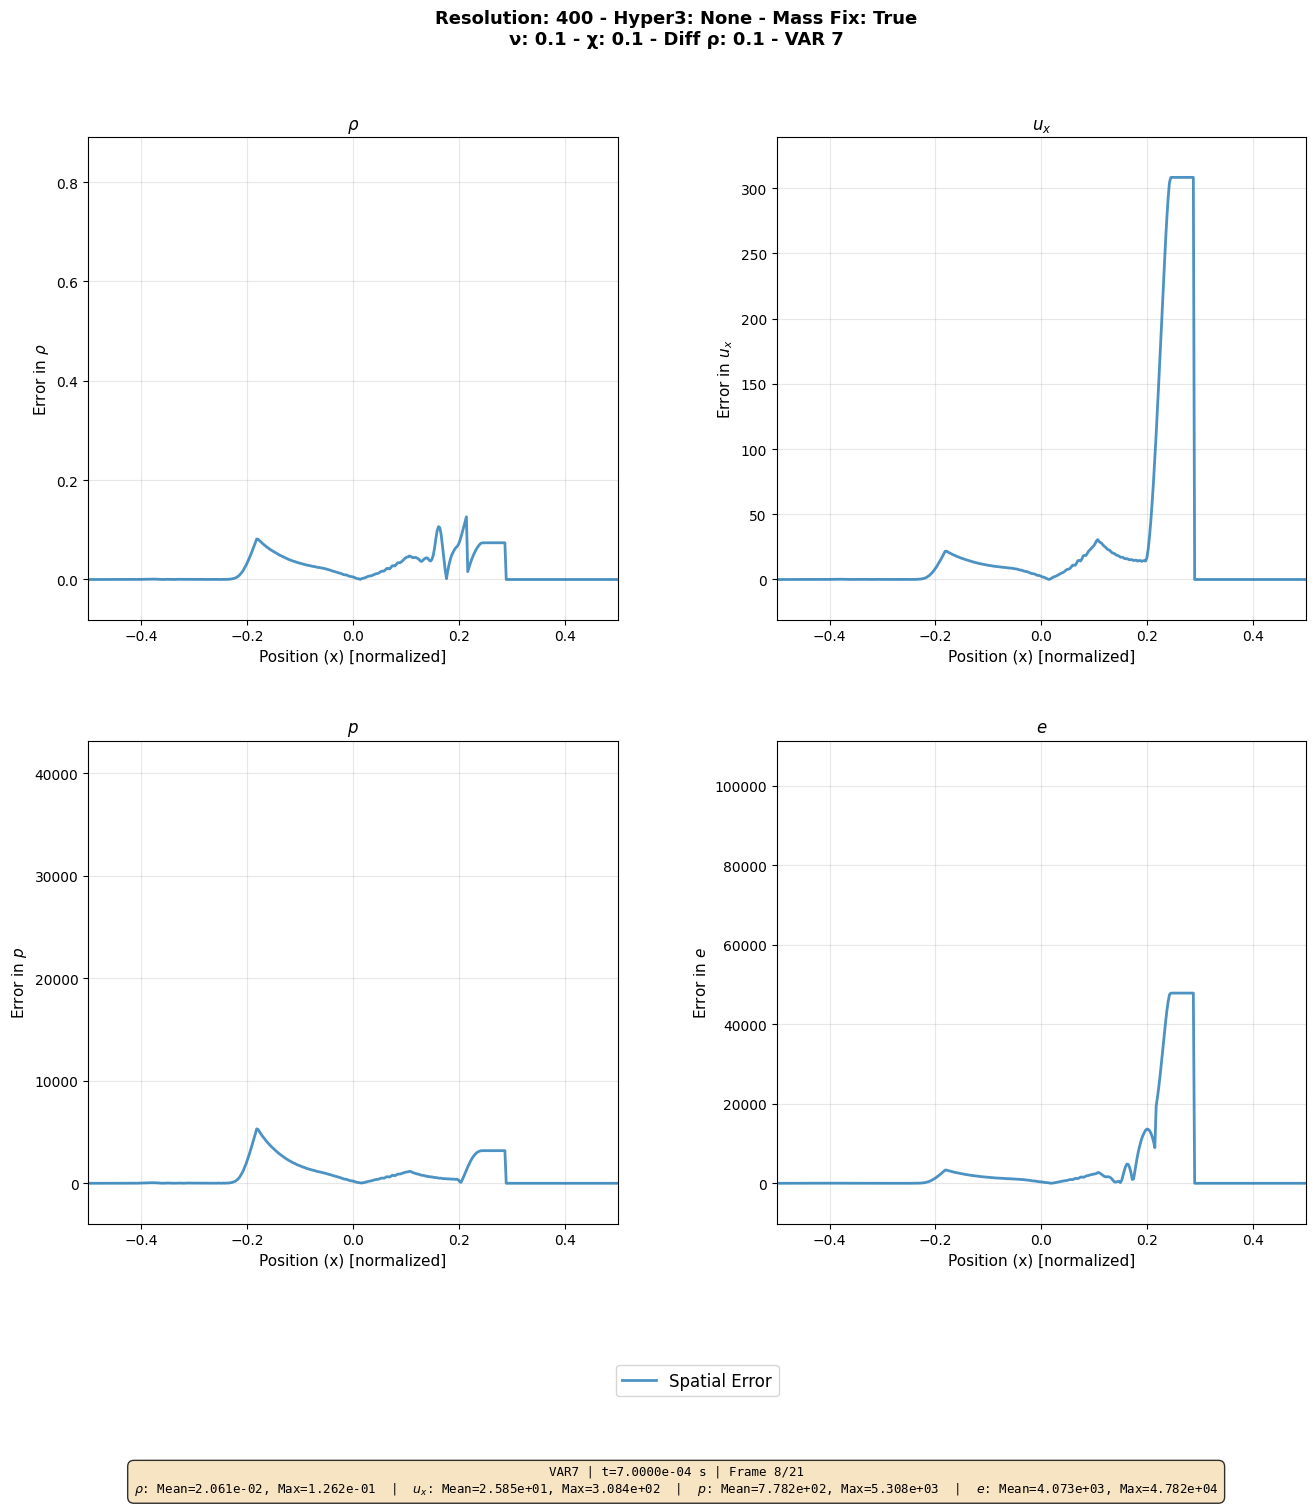 Resolution: 400 - Hyper3: None - Mass Fix: True
ν: 0.1 - χ: 0.1 - Diff ρ: 0.1 - VAR 7
ρ
Error in ρ
0.8
0.6
0.4
0.2
0.0
−0.4 −0.2 0.0 0.2 0.4
Position (x) [normalized]
u_x
Error in u_x
300
250
200
150
100
50
0
−0.4 −0.2 0.0 0.2 0.4
Position (x) [normalized]
p
Error in p
40000
30000
20000
10000
0
−0.4 −0.2 0.0 0.2 0.4
Position (x) [normalized]
e
Error in e
100000
80000
60000
40000
20000
0
−0.4 −0.2 0.0 0.2 0.4
Position (x) [normalized]
Spatial Error
VAR7 | t=7.0000e-04 s | Frame 8/21
ρ: Mean=2.061e-02, Max=1.262e-01 | u_x: Mean=2.585e+01, Max=3.084e+02 | p: Mean=7.782e+02, Max=5.308e+03 | e: Mean=4.073e+03, Max=4.782e+04